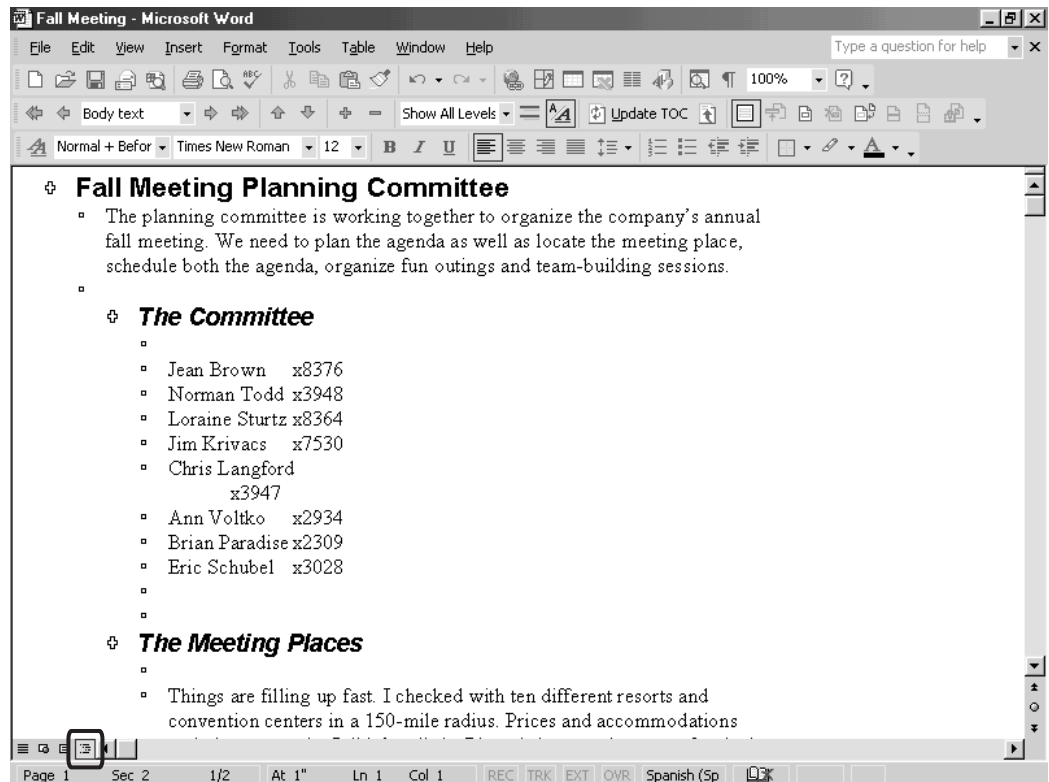 Fall Meeting - Microsoft Word
File Edit View Insert Format Tools Table Window Help Type a question for help
100%
Body text Show All Levels Update TOC
Normal + Befor Times New Roman 12 B I U
Fall Meeting Planning Committee
The planning committee is working together to organize the company's annual
fall meeting. We need to plan the agenda as well as locate the meeting place,
schedule both the agenda, organize fun outings and team-building sessions.
The Committee
Jean Brown x8376
Norman Todd x3948
Loraine Sturtz x8364
Jim Krivacs x7530
Chris Langford
x3947
Ann Voltko x2934
Brian Paradise x2309
Eric Schubel x3028
The Meeting Places
Things are filling up fast. I checked with ten different resorts and
convention centers in a 150-mile radius. Prices and accommodations
Page 1 Sec 2 1/2 At 1" Ln 1 Col 1 REC TRK EXT OVR Spanish (Sp